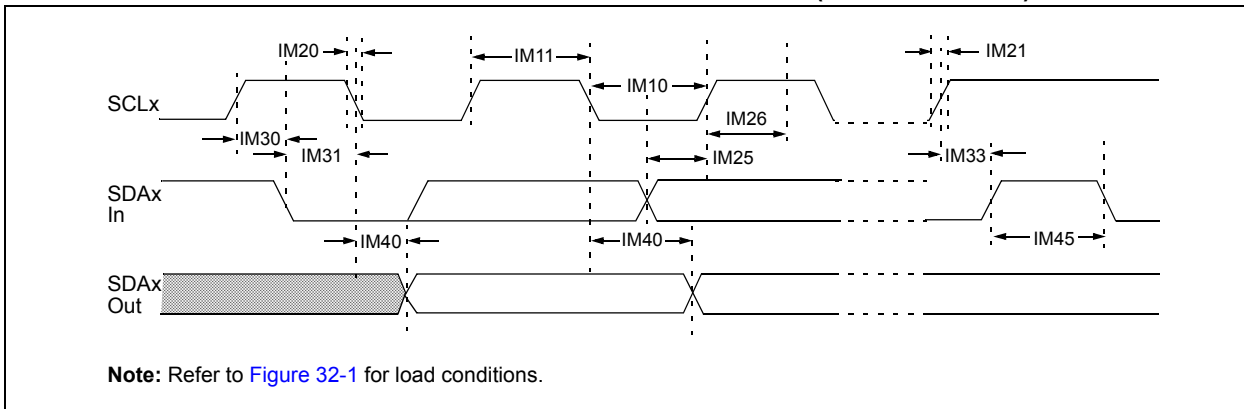 IM20
IM11
IM21
IM10
SCLx
IM26
IM30
IM31
IM25
IM33
SDAx
In
IM40
IM40
IM45
SDAx
Out
Note: Refer to Figure 32-1 for load conditions.